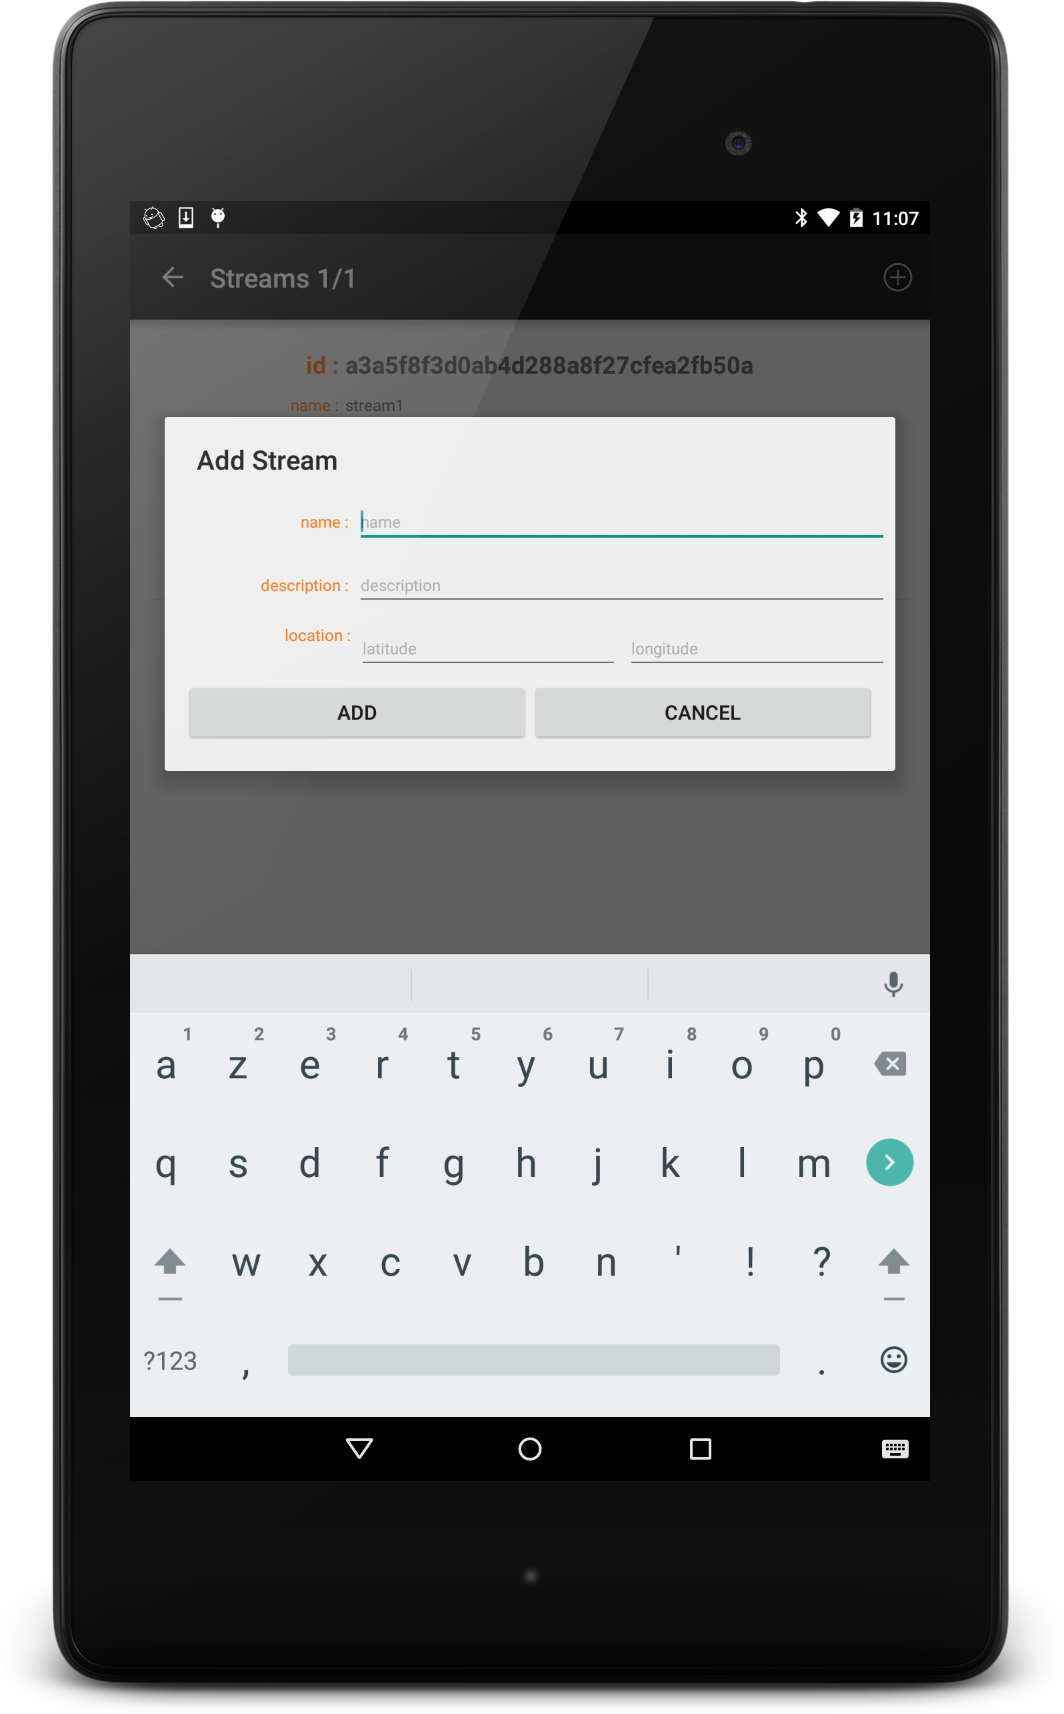 11:07
Streams 1/1
id : a3a5f8f3d0ab4d288a8f27cfea2fb50a
name : stream1
Add Stream
name : name
description : description
location : latitude longitude
ADD CANCEL
1 2 3 4 5 6 7 8 9 0
a z e r t y u i o p
q s d f g h j k l m
w x c v b n ' ! ?
?123 , .